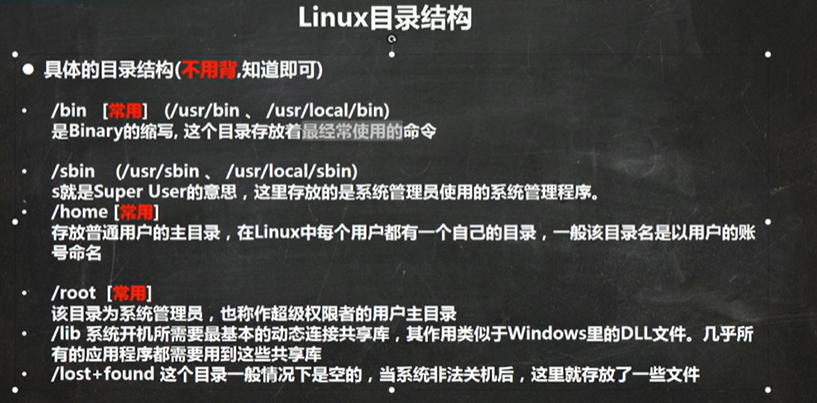 Linux目录结构
具体的目录结构(不用背,知道即可)
/bin [常用] (/usr/bin 、 /usr/local/bin)
是Binary的缩写, 这个目录存放着最经常使用的命令
/sbin (/usr/sbin 、 /usr/local/sbin)
s就是Super User的意思，这里存放的是系统管理员使用的系统管理程序。
/home [常用]
存放普通用户的主目录，在Linux中每个用户都有一个自己的目录，一般该目录名是以用户的账
号命名
/root [常用]
该目录为系统管理员，也称作超级权限者的用户主目录
/lib 系统开机所需要最基本的动态连接共享库，其作用类似于Windows里的DLL文件。几乎所
有的应用程序都需要用到这些共享库
/lost+found 这个目录一般情况下是空的，当系统非法关机后，这里就存放了一些文件